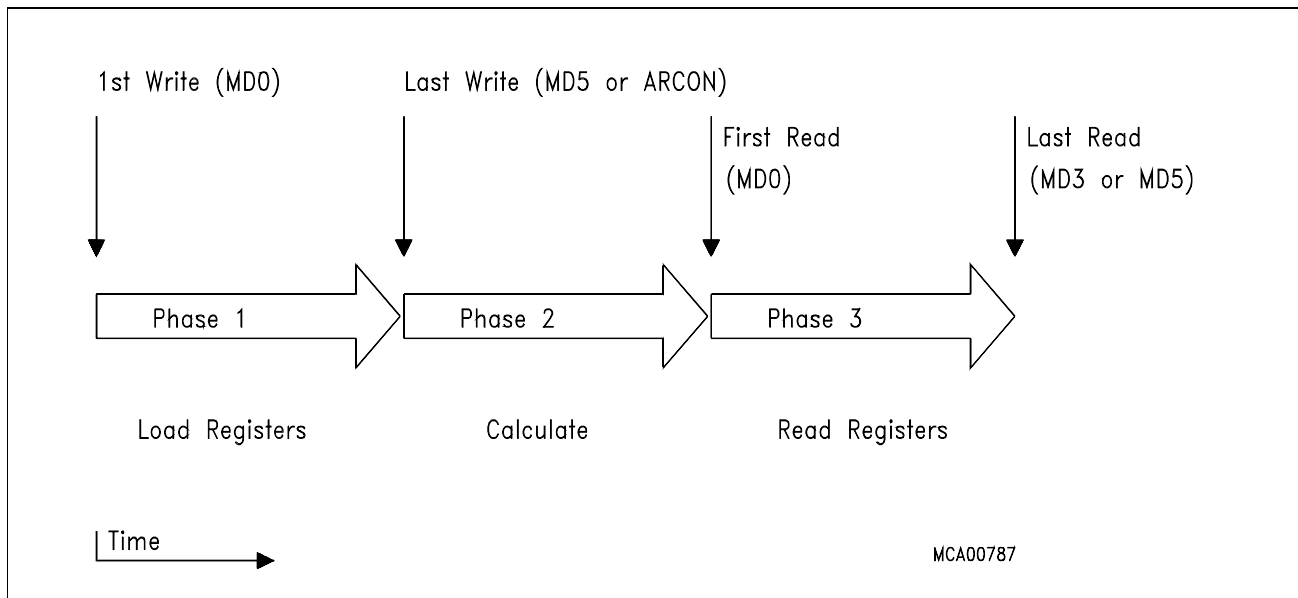 1st Write (MD0)
Last Write (MD5 or ARCON)
First Read
(MD0)
Last Read
(MD3 or MD5)
Phase 1
Phase 2
Phase 3
Load Registers
Calculate
Read Registers
Time
MCA00787